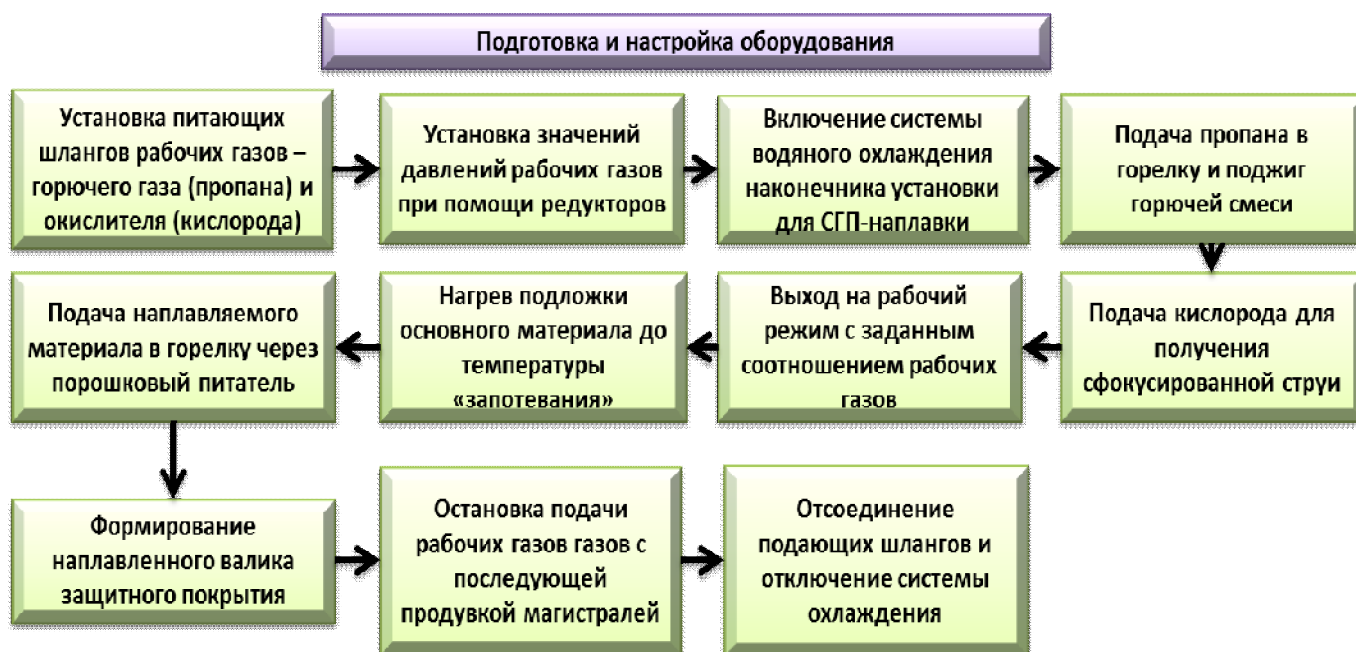 Подготовка и настройка оборудования
Установка питающих
шлангов рабочих газов –
горючего газа (пропана) и
окислителя (кислорода)
Установка значений
давлений рабочих газов
при помощи редукторов
Включение системы
водяного охлаждения
наконечника установки
для СГП-наплавки
Подача пропана в
горелку и поджиг
горючей смеси
Подача кислорода для
получения
сфокусированной струи
Выход на рабочий
режим с заданным
соотношением рабочих
газов
Нагрев подложки
основного материала до
температуры
«запотевания»
Подача наплавляемого
материала в горелку через
порошковый питатель
Формирование
наплавленного валика
защитного покрытия
Остановка подачи
рабочих газов газов с
последующей
продувкой магистралей
Отсоединение
подающих шлангов и
отключение системы
охлаждения